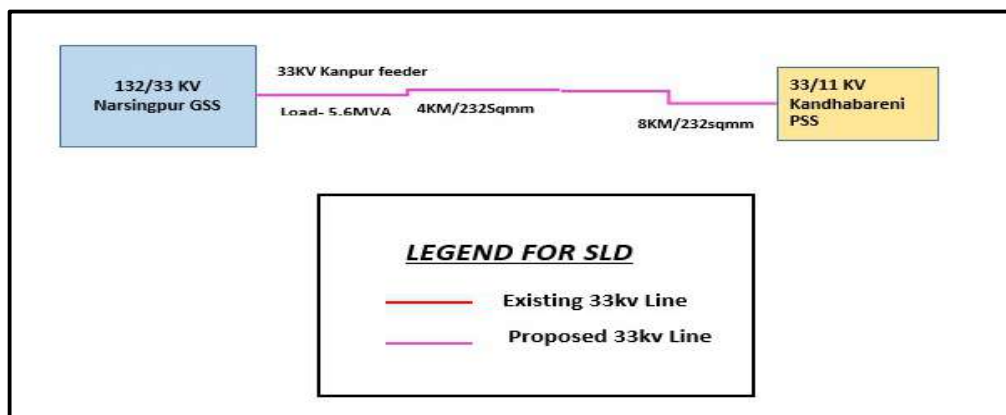 132/33 KV
Narsingpur GSS
33KV Kanpur feeder
Load- 5.6MVA
4KM/232Sqmm
8KM/232sqmm
33/11 KV
Kandhabareni
PSS
LEGEND FOR SLD
Existing 33kv Line
Proposed 33kv Line